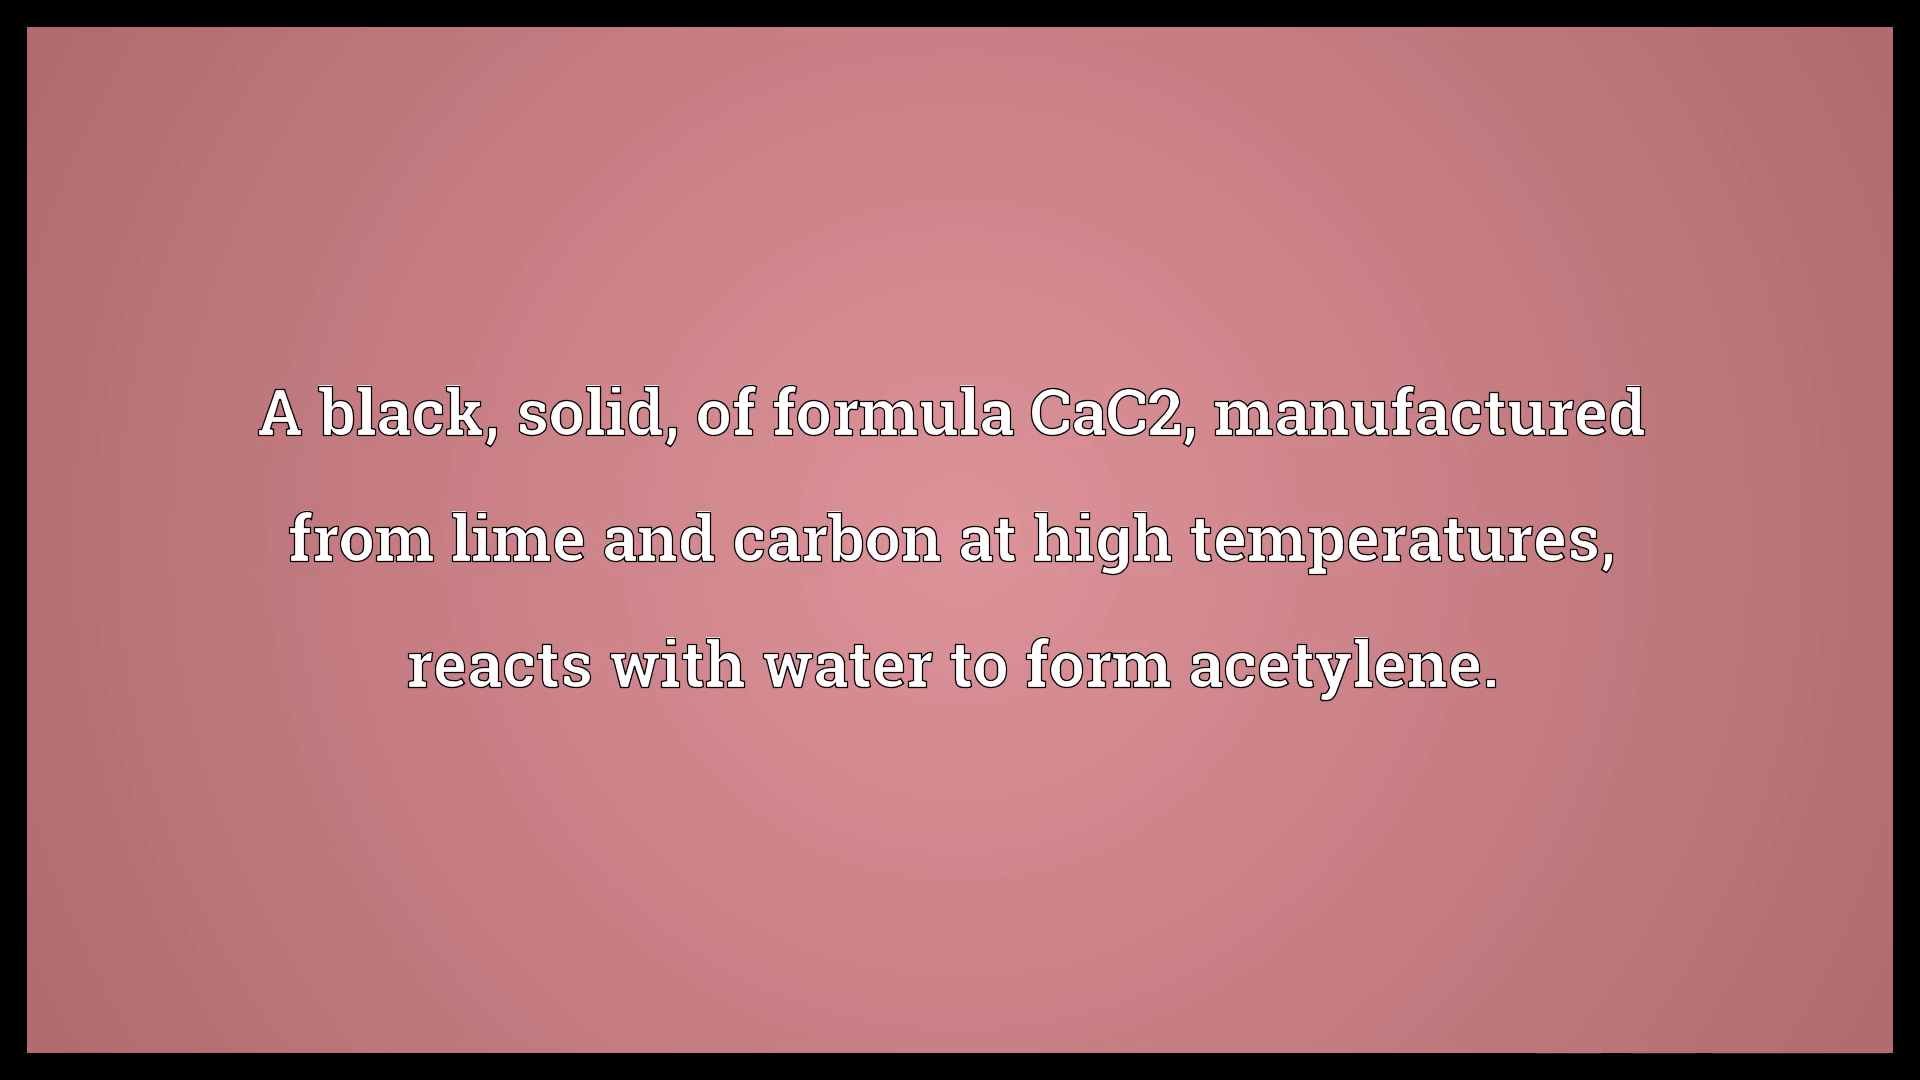 A black, solid, of formula CaC2, manufactured
from lime and carbon at high temperatures,
reacts with water to form acetylene.